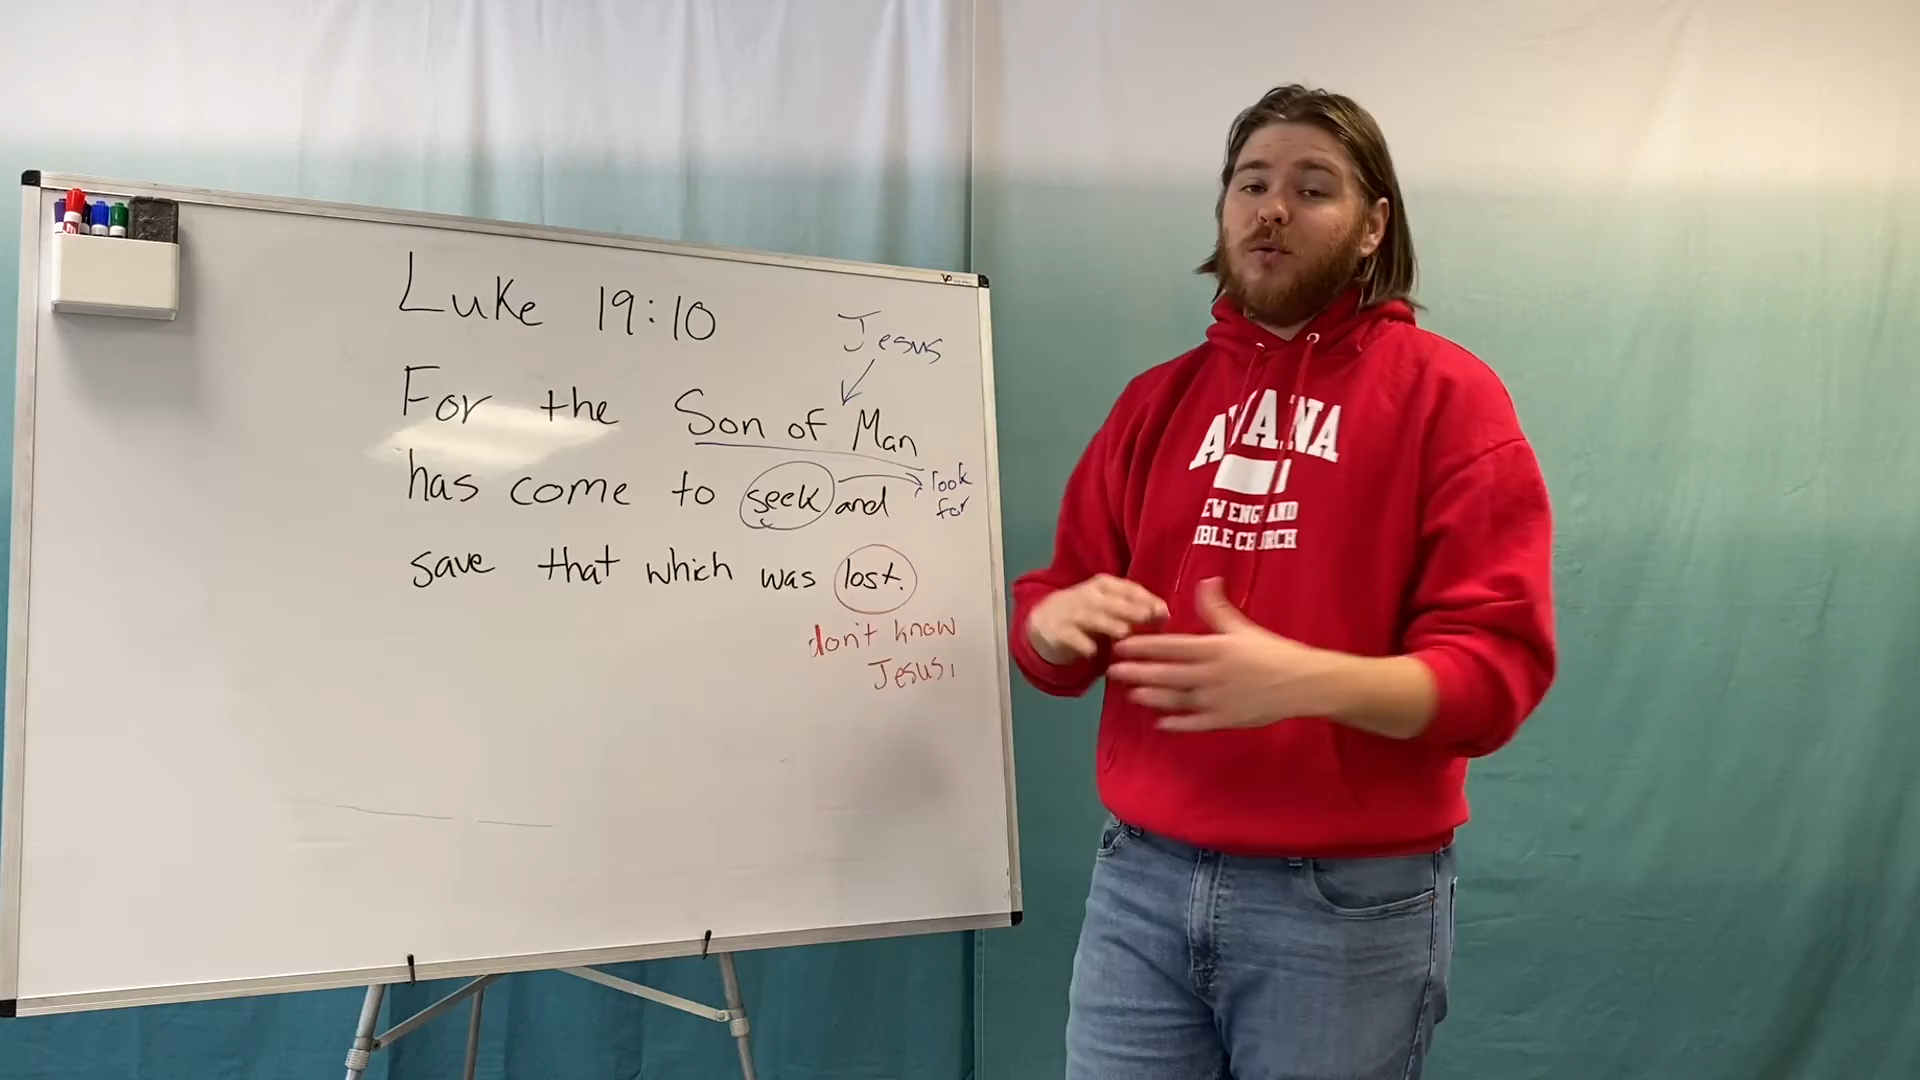 Luke 19:10
Jesus
For the Son of Man
has come to seek and
look
for
save that which was lost.
don't know
Jesus,
AWANA
EW ENGLAND
IBLE CHURCH